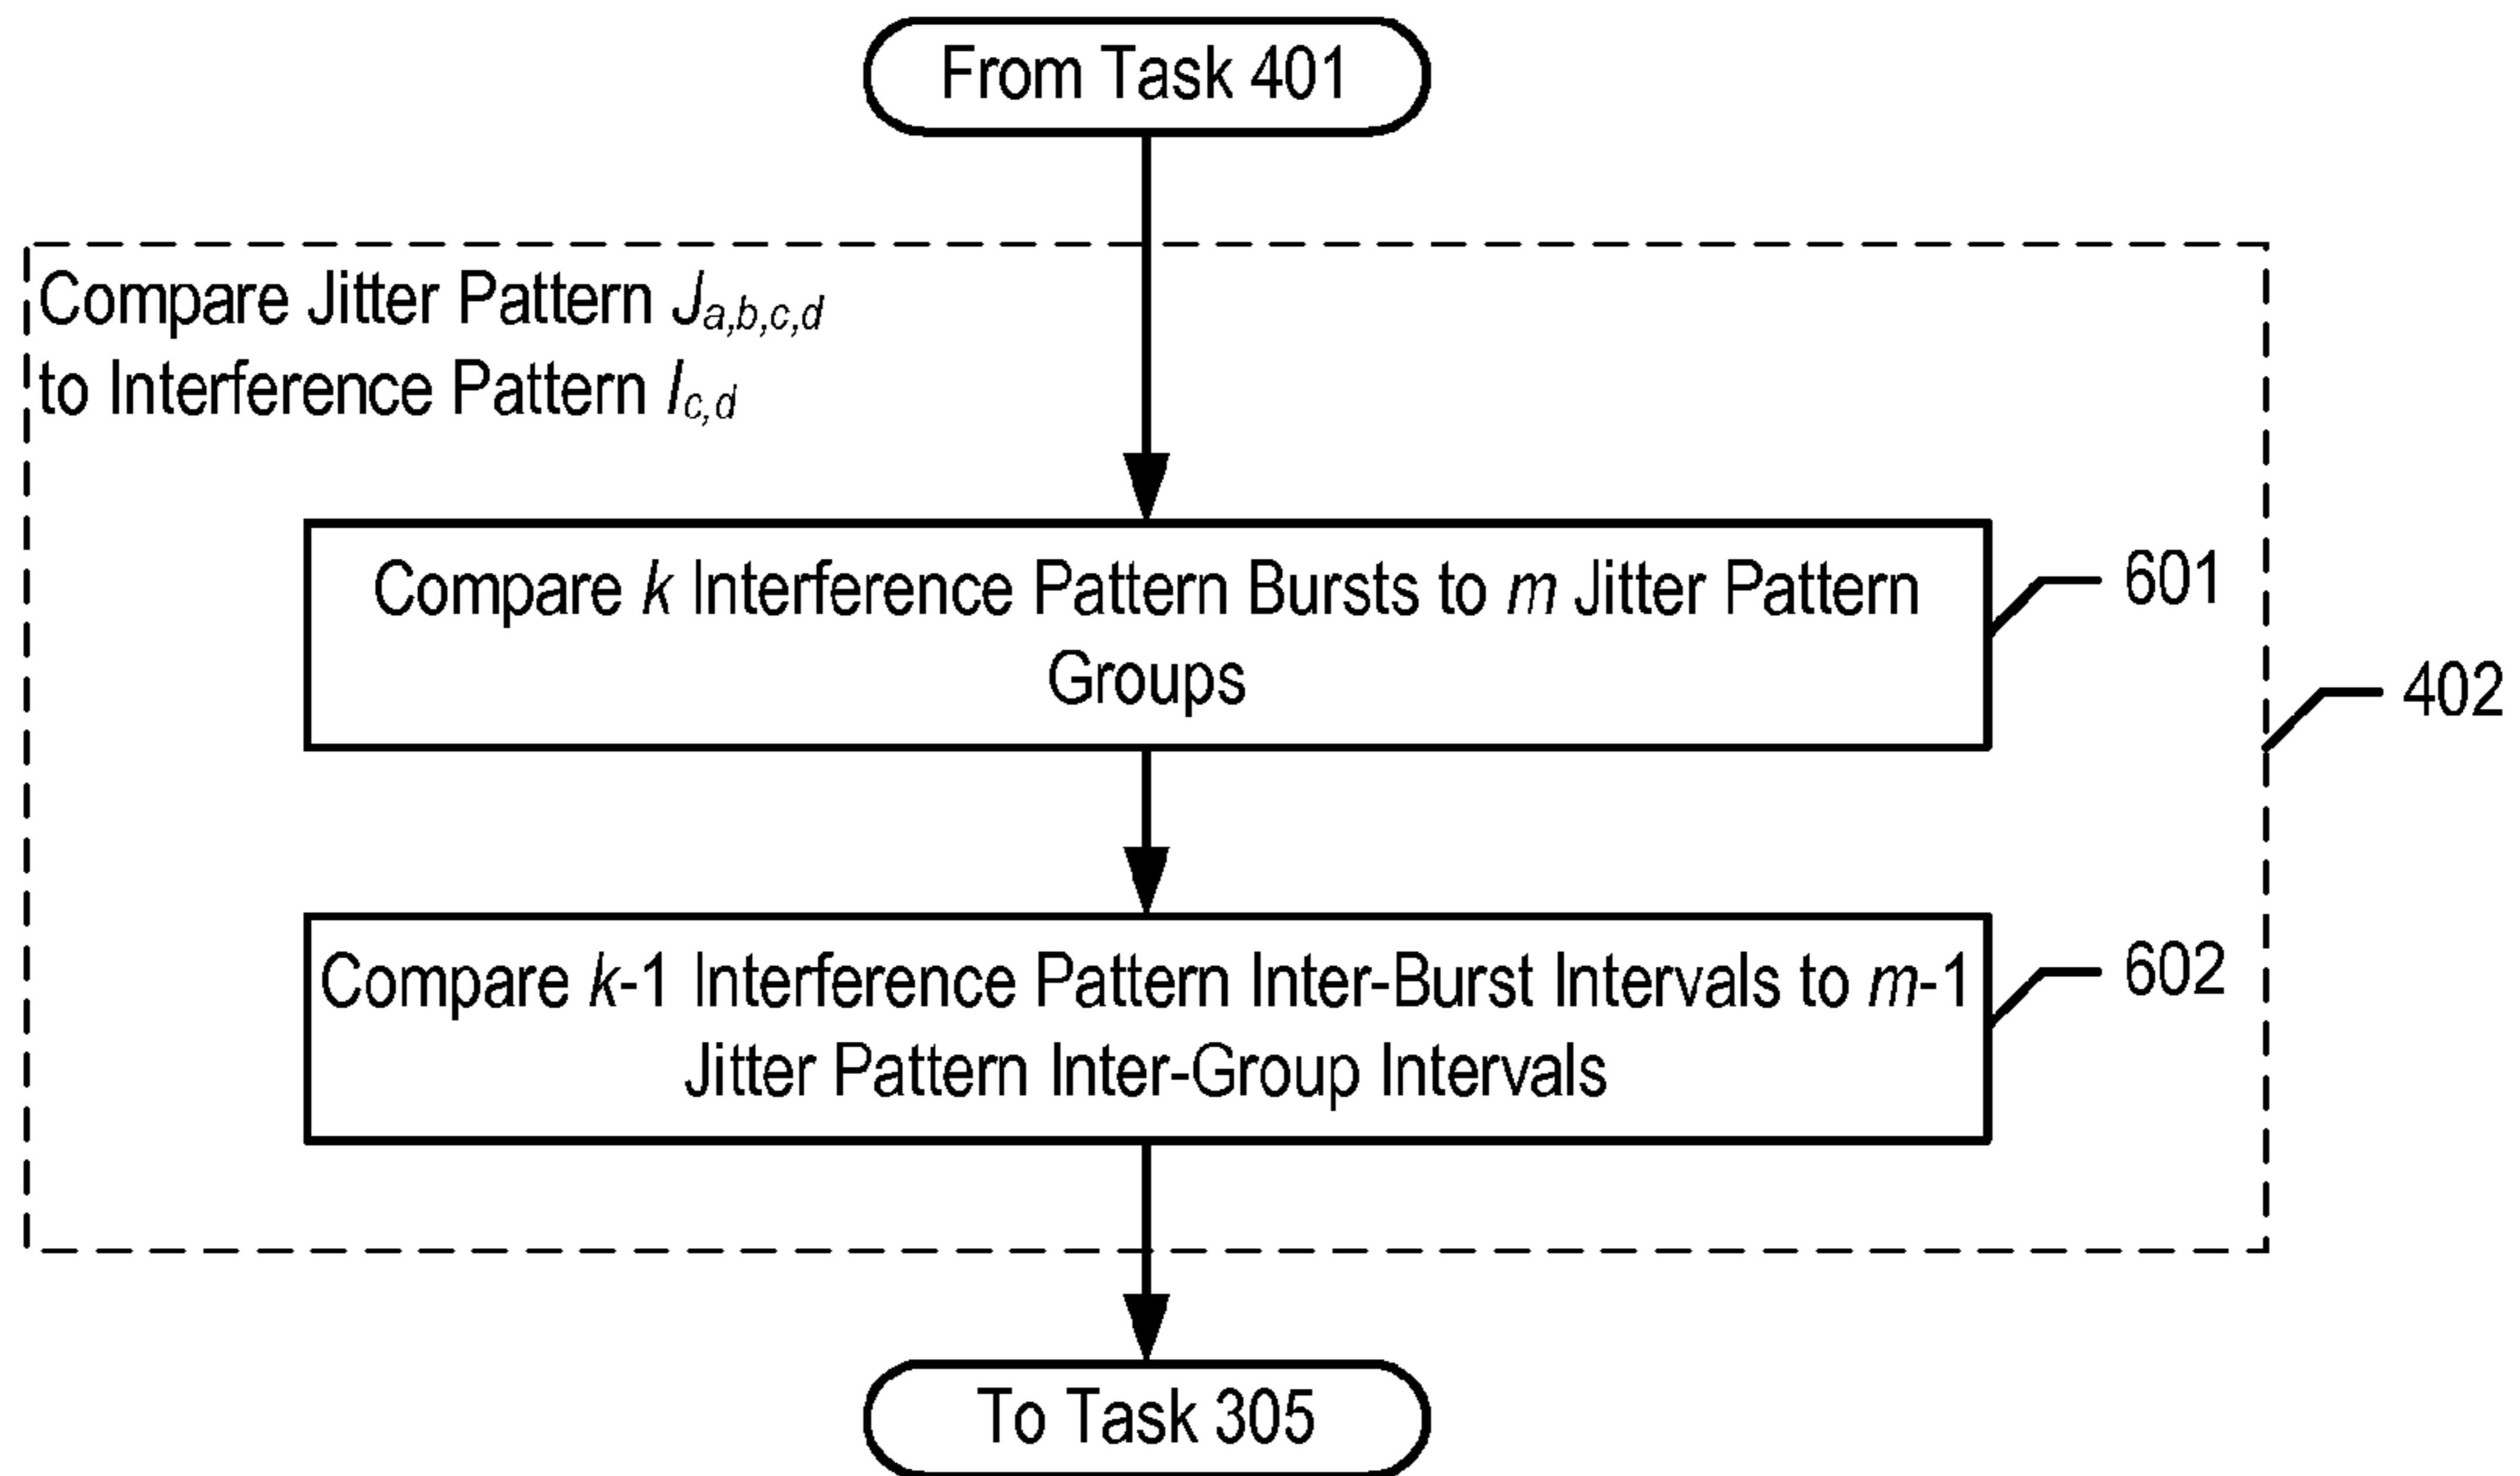 From Task 401
Compare Jitter Pattern Ja,b,c,d
to Interference Pattern Ic,d
Compare k Interference Pattern Bursts to m Jitter Pattern
Groups
601
402
Compare k-1 Interference Pattern Inter-Burst Intervals to m-1
Jitter Pattern Inter-Group Intervals
602
To Task 305